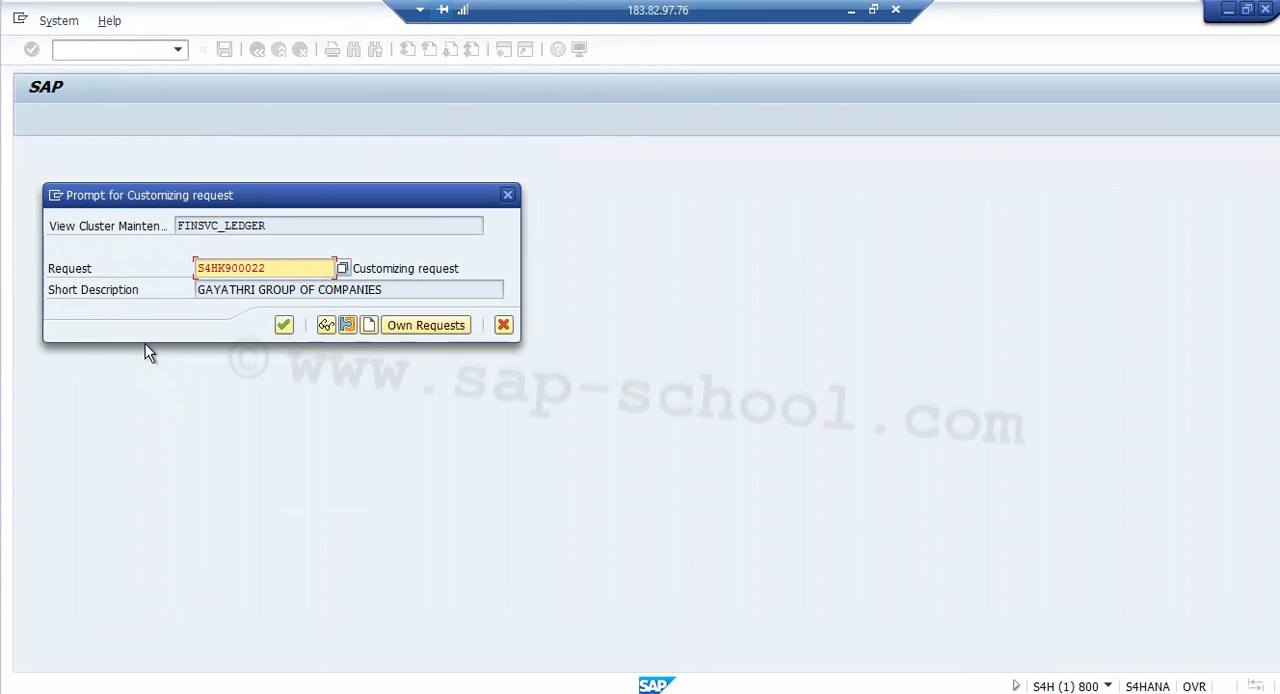 183.82.97.76
System Help
SAP
Prompt for Customizing request
View Cluster Mainten... FINSVC_LEDGER
Request S4HK900022 Customizing request
Short Description GAYATHRI GROUP OF COMPANIES
Own Requests
© www.sap-school.com
SAP
S4H (1) 800 S4HANA OVR